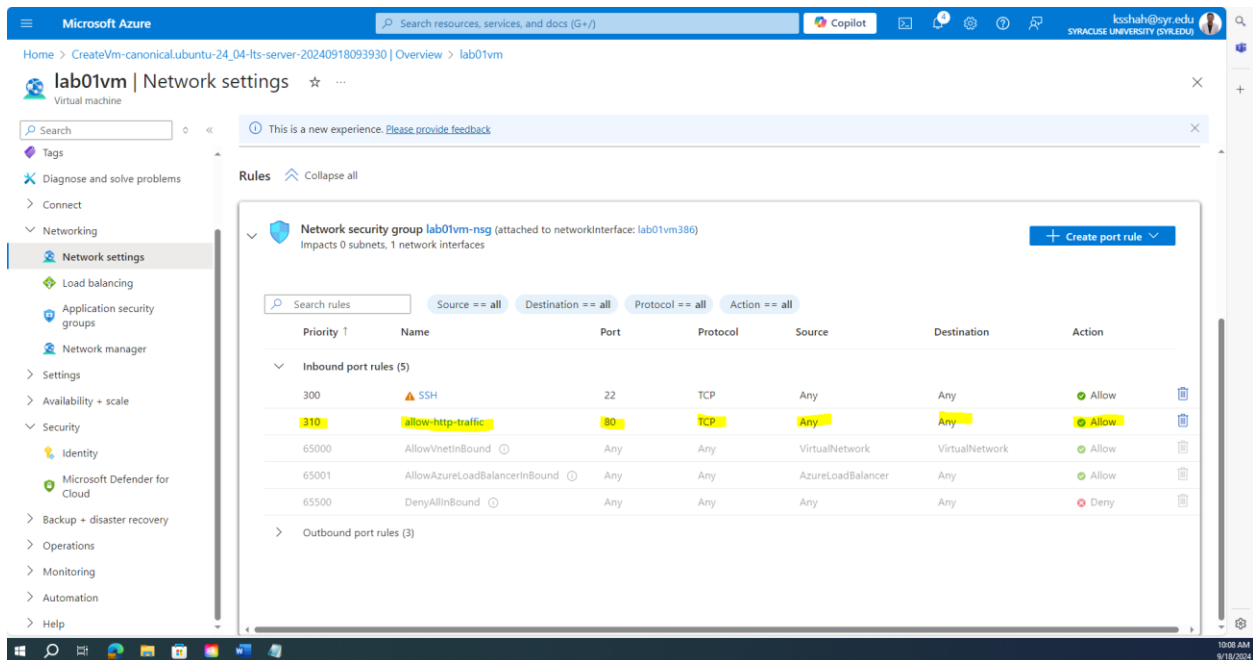 Microsoft Azure
Search resources, services, and docs (G+/)
Copilot
4
ksshah@syr.edu
SYRACUSE UNIVERSITY (SYR.EDU)
Home > CreateVm-canonical.ubuntu-24_04-lts-server-20240918093930 | Overview > lab01vm
lab01vm | Network settings
Virtual machine
Search
This is a new experience. Please provide feedback
Tags
Diagnose and solve problems
Connect
Networking
Network settings
Load balancing
Application security
groups
Network manager
Settings
Availability + scale
Security
Identity
Microsoft Defender for
Cloud
Backup + disaster recovery
Operations
Monitoring
Automation
Help
Rules Collapse all
Network security group lab01vm-nsg (attached to networkInterface: lab01vm386)
Impacts 0 subnets, 1 network interfaces
+ Create port rule
Search rules Source == all Destination == all Protocol == all Action == all
Priority ↑ Name Port Protocol Source Destination Action
Inbound port rules (5)
300 SSH 22 TCP Any Any Allow
310 allow-http-traffic 80 TCP Any Any Allow
65000 AllowVnetInBound Any Any VirtualNetwork VirtualNetwork Allow
65001 AllowAzureLoadBalancerInBound Any Any AzureLoadBalancer Any Allow
65500 DenyAllInBound Any Any Any Any Deny
Outbound port rules (3)
10:08 AM
9/18/2024